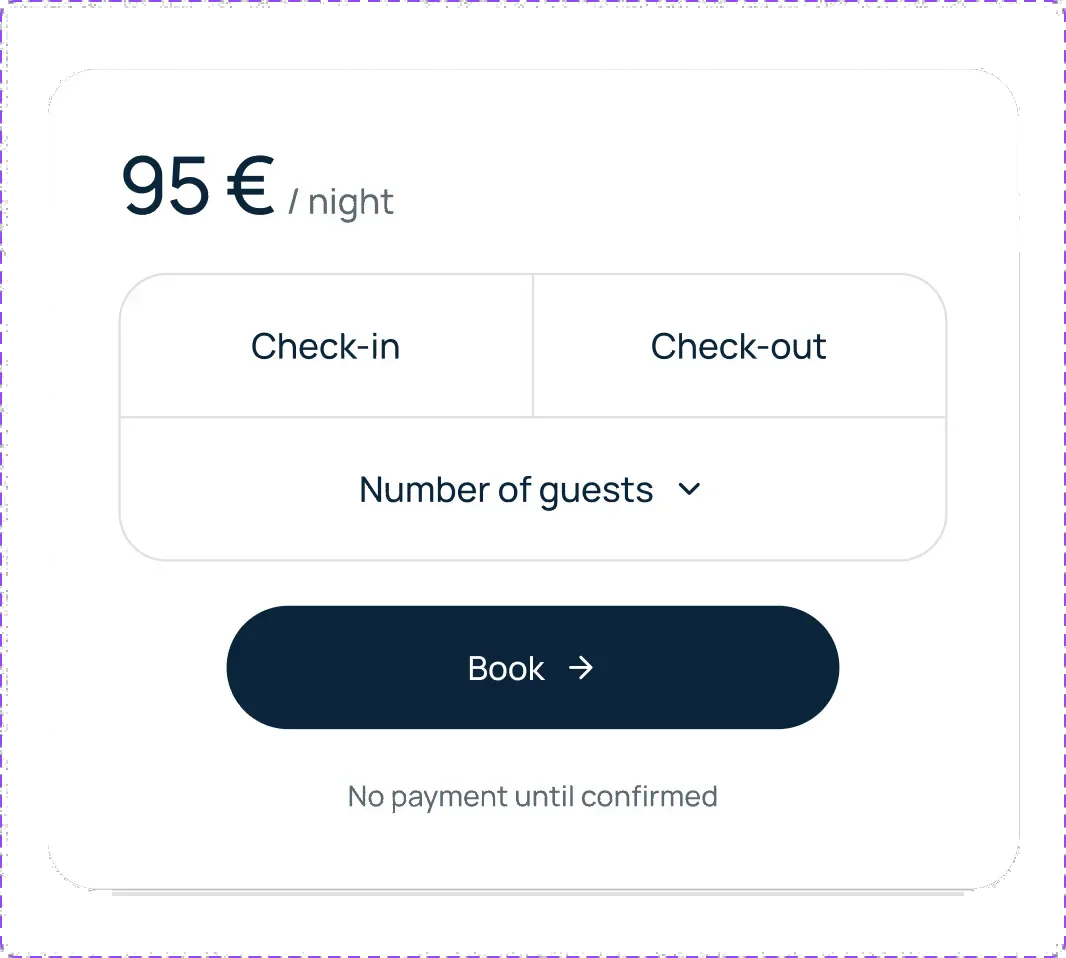 95 € / night
Check-in Check-out
Number of guests
Book →
No payment until confirmed